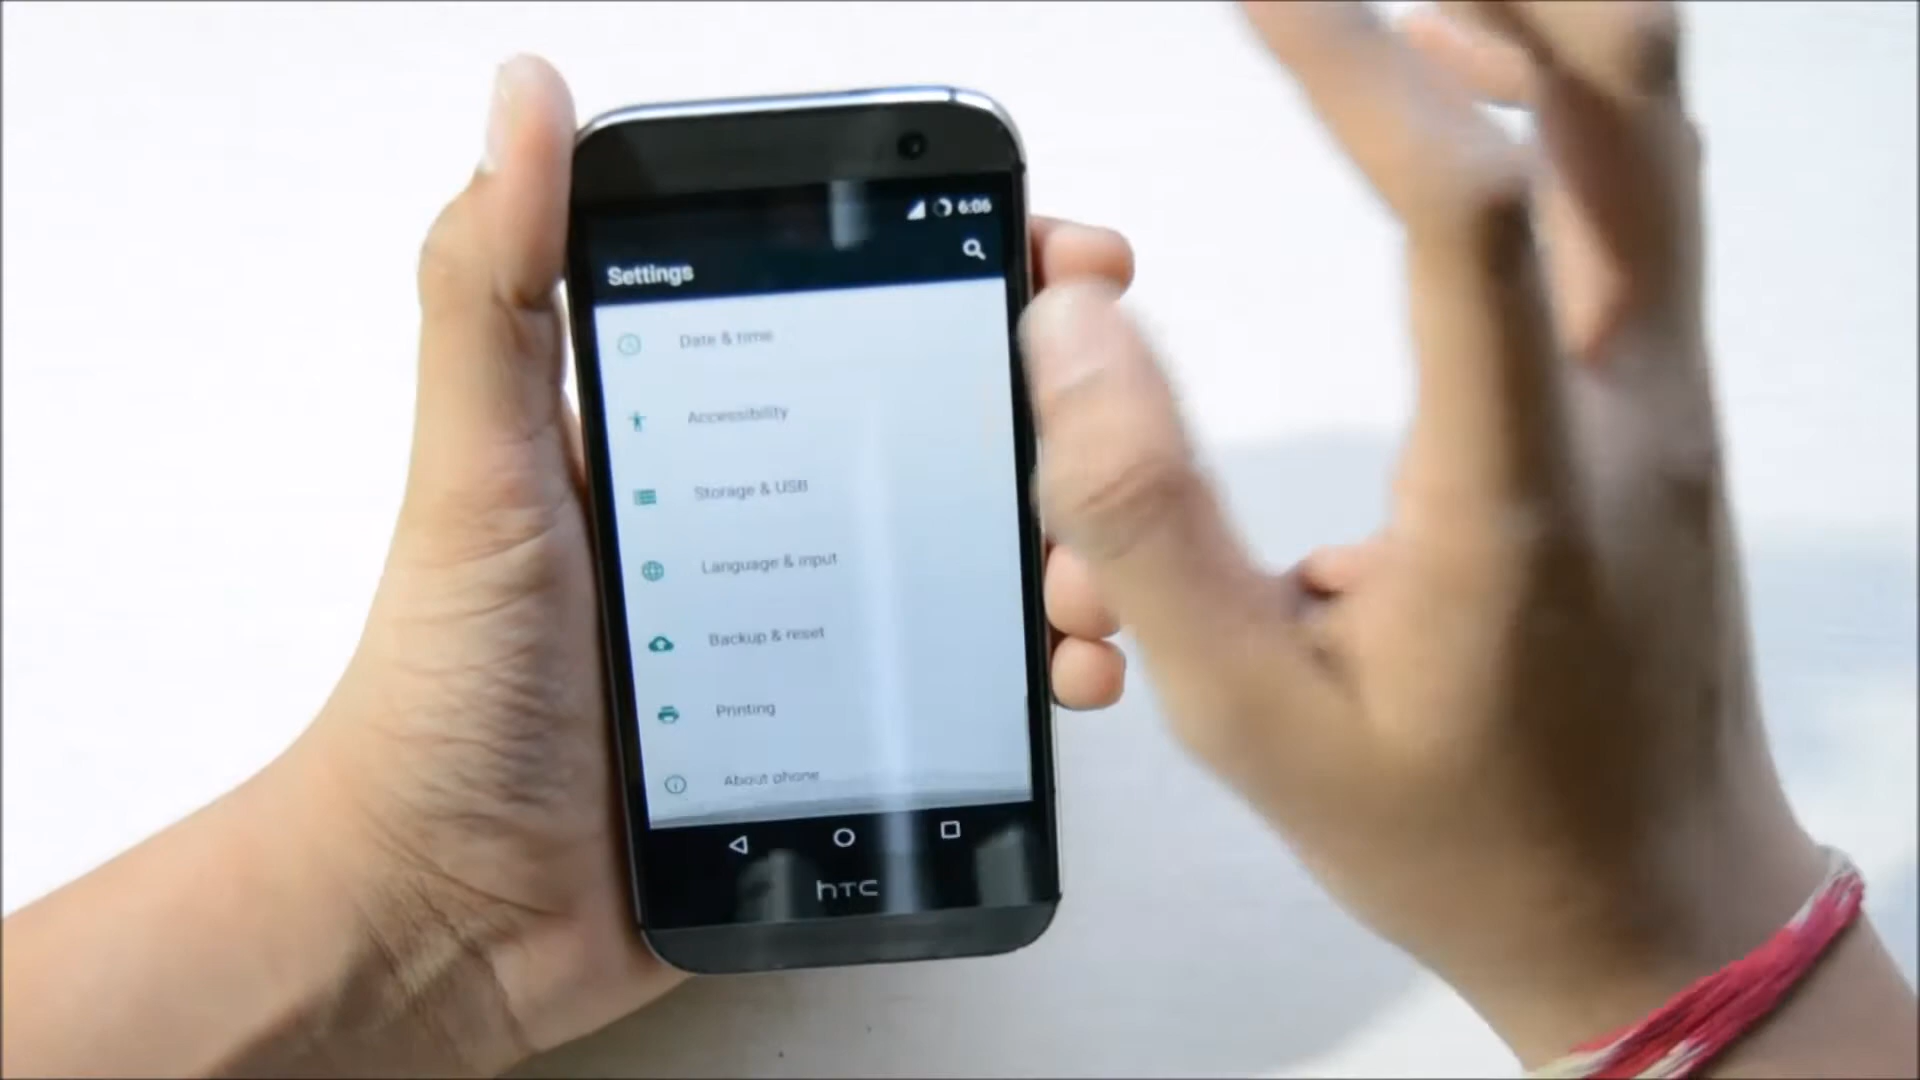 6:06
Settings
Date & time
Accessibility
Storage & USB
Language & input
Backup & reset
Printing
About phone
hTC